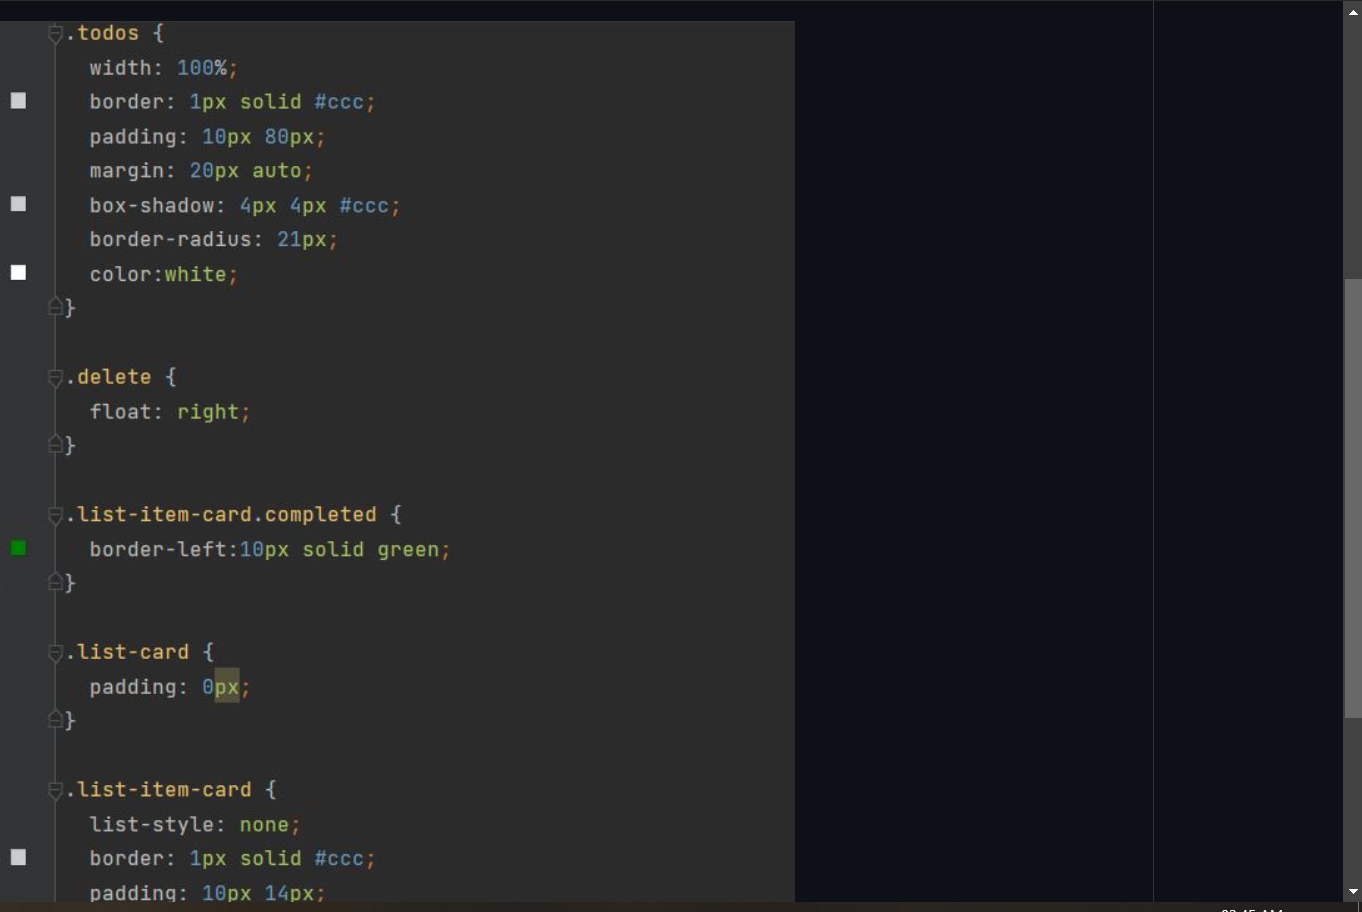 .todos {
width: 100%;
border: 1px solid #ccc;
padding: 10px 80px;
margin: 20px auto;
box-shadow: 4px 4px #ccc;
border-radius: 21px;
color:white;
}
.delete {
float: right;
}
.list-item-card.completed {
border-left:10px solid green;
}
.list-card {
padding: 0px;
}
.list-item-card {
list-style: none;
border: 1px solid #ccc;
padding: 10px 14px;